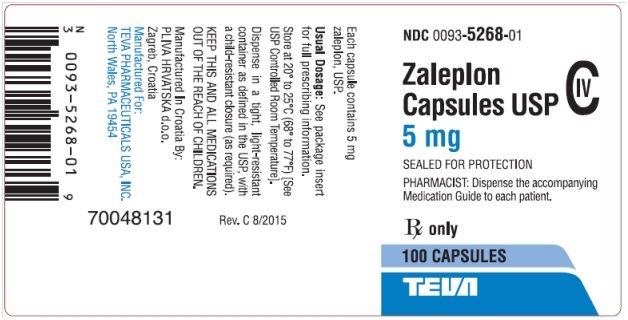 NDC 0093-5268-01
Zaleplon
Capsules USP
CIV
5 mg
SEALED FOR PROTECTION
PHARMACIST: Dispense the accompanying
Medication Guide to each patient.
Rx only
100 CAPSULES
TEVA
Each capsule contains 5 mg
zaleplon, USP.
Usual Dosage: See package insert
for full prescribing information.
Store at 20° to 25°C (68° to 77°F) [See
USP Controlled Room Temperature].
Dispense in a tight, light-resistant
container as defined in the USP, with
a child-resistant closure (as required).
KEEP THIS AND ALL MEDICATIONS
OUT OF THE REACH OF CHILDREN.
Manufactured In Croatia By:
PLIVA HRVATSKA d.o.o.
Zagreb, Croatia
Manufactured For:
TEVA PHARMACEUTICALS USA, INC.
North Wales, PA 19454
N
3 0093-5268-01 9
70048131
Rev. C 8/2015